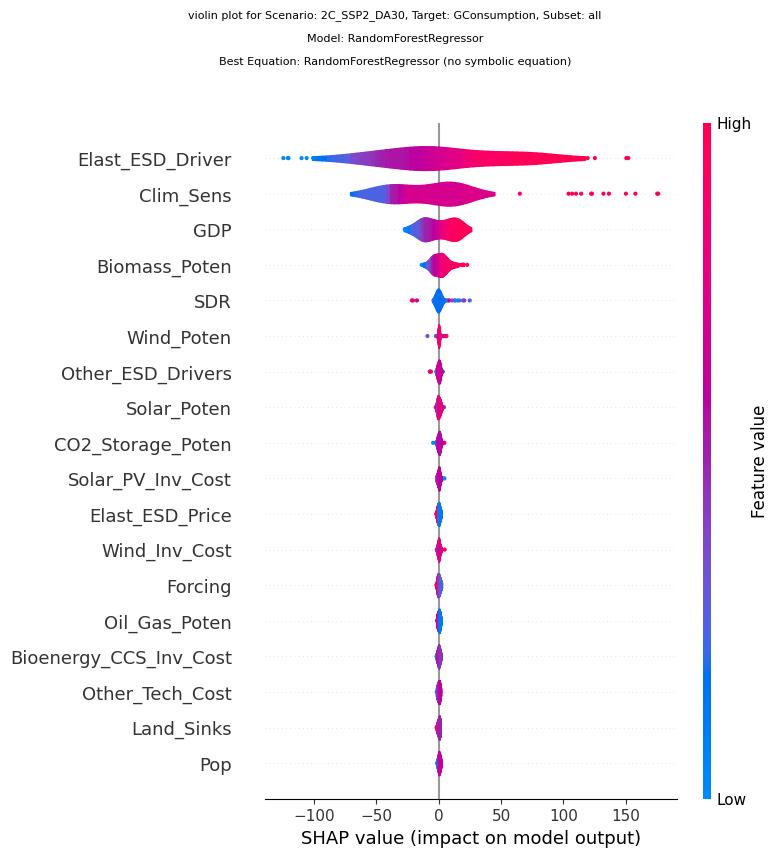 violin plot for Scenario: 2C_SSP2_DA30, Target: GConsumption, Subset: all
Model: RandomForestRegressor
Best Equation: RandomForestRegressor (no symbolic equation)
High
Elast_ESD_Driver
Clim_Sens
GDP
Biomass_Poten
SDR
Wind_Poten
Other_ESD_Drivers
Solar_Poten
CO2_Storage_Poten
Solar_PV_Inv_Cost
Elast_ESD_Price
Wind_Inv_Cost
Forcing
Oil_Gas_Poten
Bioenergy_CCS_Inv_Cost
Other_Tech_Cost
Land_Sinks
Pop
Feature value
Low
−100 −50 0 50 100 150
SHAP value (impact on model output)